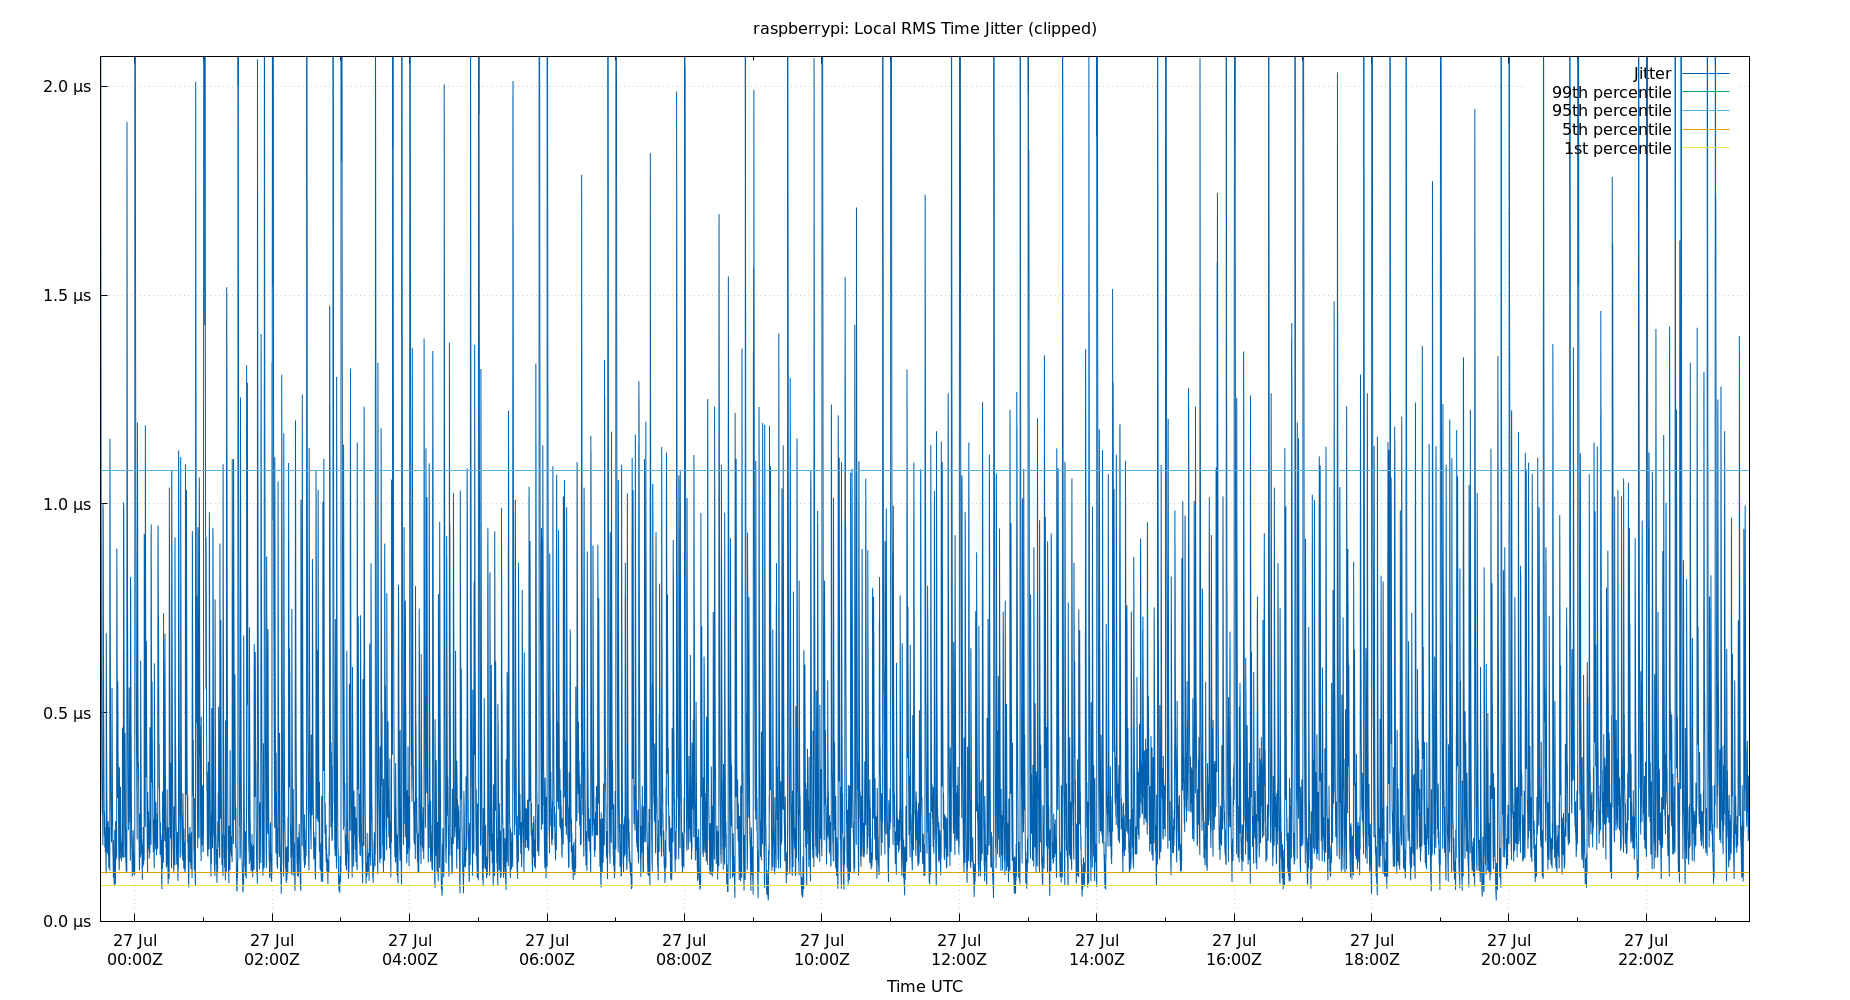 raspberrypi: Local RMS Time Jitter (clipped)
2.0 µs
1.5 µs
1.0 µs
0.5 µs
0.0 µs
Jitter
99th percentile
95th percentile
5th percentile
1st percentile
27 Jul 27 Jul 27 Jul 27 Jul 27 Jul 27 Jul 27 Jul 27 Jul 27 Jul 27 Jul 27 Jul 27 Jul
00:00Z 02:00Z 04:00Z 06:00Z 08:00Z 10:00Z 12:00Z 14:00Z 16:00Z 18:00Z 20:00Z 22:00Z
Time UTC